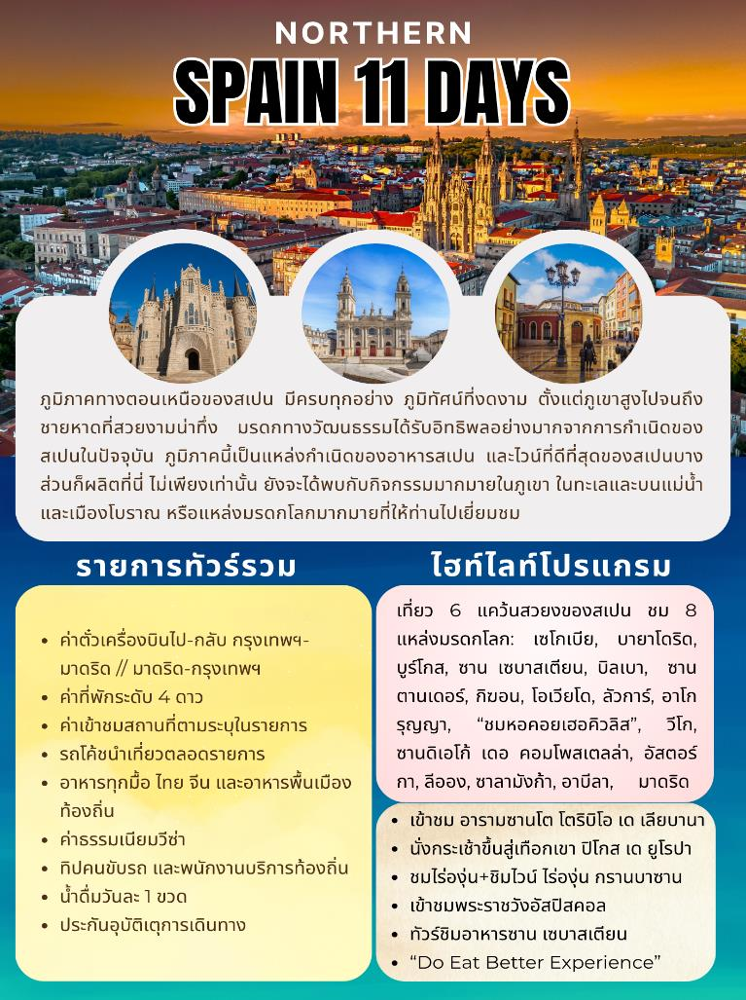 NORTHERN
SPAIN 11 DAYS
ภูมิภาคทางตอนเหนือของสเปน มีครบทุกอย่าง ภูมิทัศน์ที่งดงาม ตั้งแต่ภูเขาสูงไปจนถึง
ชายหาดที่สวยงามน่าทึ่ง มรดกทางวัฒนธรรมได้รับอิทธิพลอย่างมากจากการกำเนิดของ
สเปนในปัจจุบัน ภูมิภาคนี้เป็นแหล่งกำเนิดของอาหารสเปน และไวน์ที่ดีที่สุดของสเปนบาง
ส่วนก็ผลิตที่นี่ ไม่เพียงเท่านั้น ยังจะได้พบกับกิจกรรมมากมายในภูเขา ในทะเลและบนแม่น้ำ
และเมืองโบราณ หรือแหล่งมรดกโลกมากมายที่ให้ท่านไปเยี่ยมชม
รายการทัวร์รวม
• ค่าตั๋วเครื่องบินไป-กลับ กรุงเทพฯ-
มาดริด // มาดริด-กรุงเทพฯ
• ค่าที่พักระดับ 4 ดาว
• ค่าเข้าชมสถานที่ตามระบุในรายการ
• รถโค้ชนำเที่ยวตลอดรายการ
• อาหารทุกมื้อ ไทย จีน และอาหารพื้นเมือง
ท้องถิ่น
• ค่าธรรมเนียมวีซ่า
• ทิปคนขับรถ และพนักงานบริการท้องถิ่น
• น้ำดื่มวันละ 1 ขวด
• ประกันอุบัติเตุการเดินทาง
ไฮท์ไลท์โปรแกรม
เที่ยว 6 แคว้นสวยงของสเปน ชม 8
แหล่งมรดกโลก: เซโกเบีย, บายาโดริด,
บูร์โกส, ซาน เซบาสเตียน, บิลเบา, ซาน
ตานเดอร์, กิฆอน, โอเวียโด, ลัวการ์, อาโก
รุญญา, “ชมหอคอยเฮอคิวลิส”, วีโก,
ซานดิเอโก้ เดอ คอมโพสเตลล่า, อัสตอร์
กา, ลีออง, ซาลามังก้า, อาบีลา, มาดริด
• เข้าชม อารามซานโต โตริบิโอ เด เลียบานา
• นั่งกระเช้าขึ้นสู่เทือกเขา ปิโกส เด ยูโรปา
• ชมไร่องุ่น+ชิมไวน์ ไร่องุ่น กรานบาซาน
• เข้าชมพระราชวังอัสปิสคอล
• ทัวร์ชิมอาหารซาน เซบาสเตียน
• “Do Eat Better Experience”